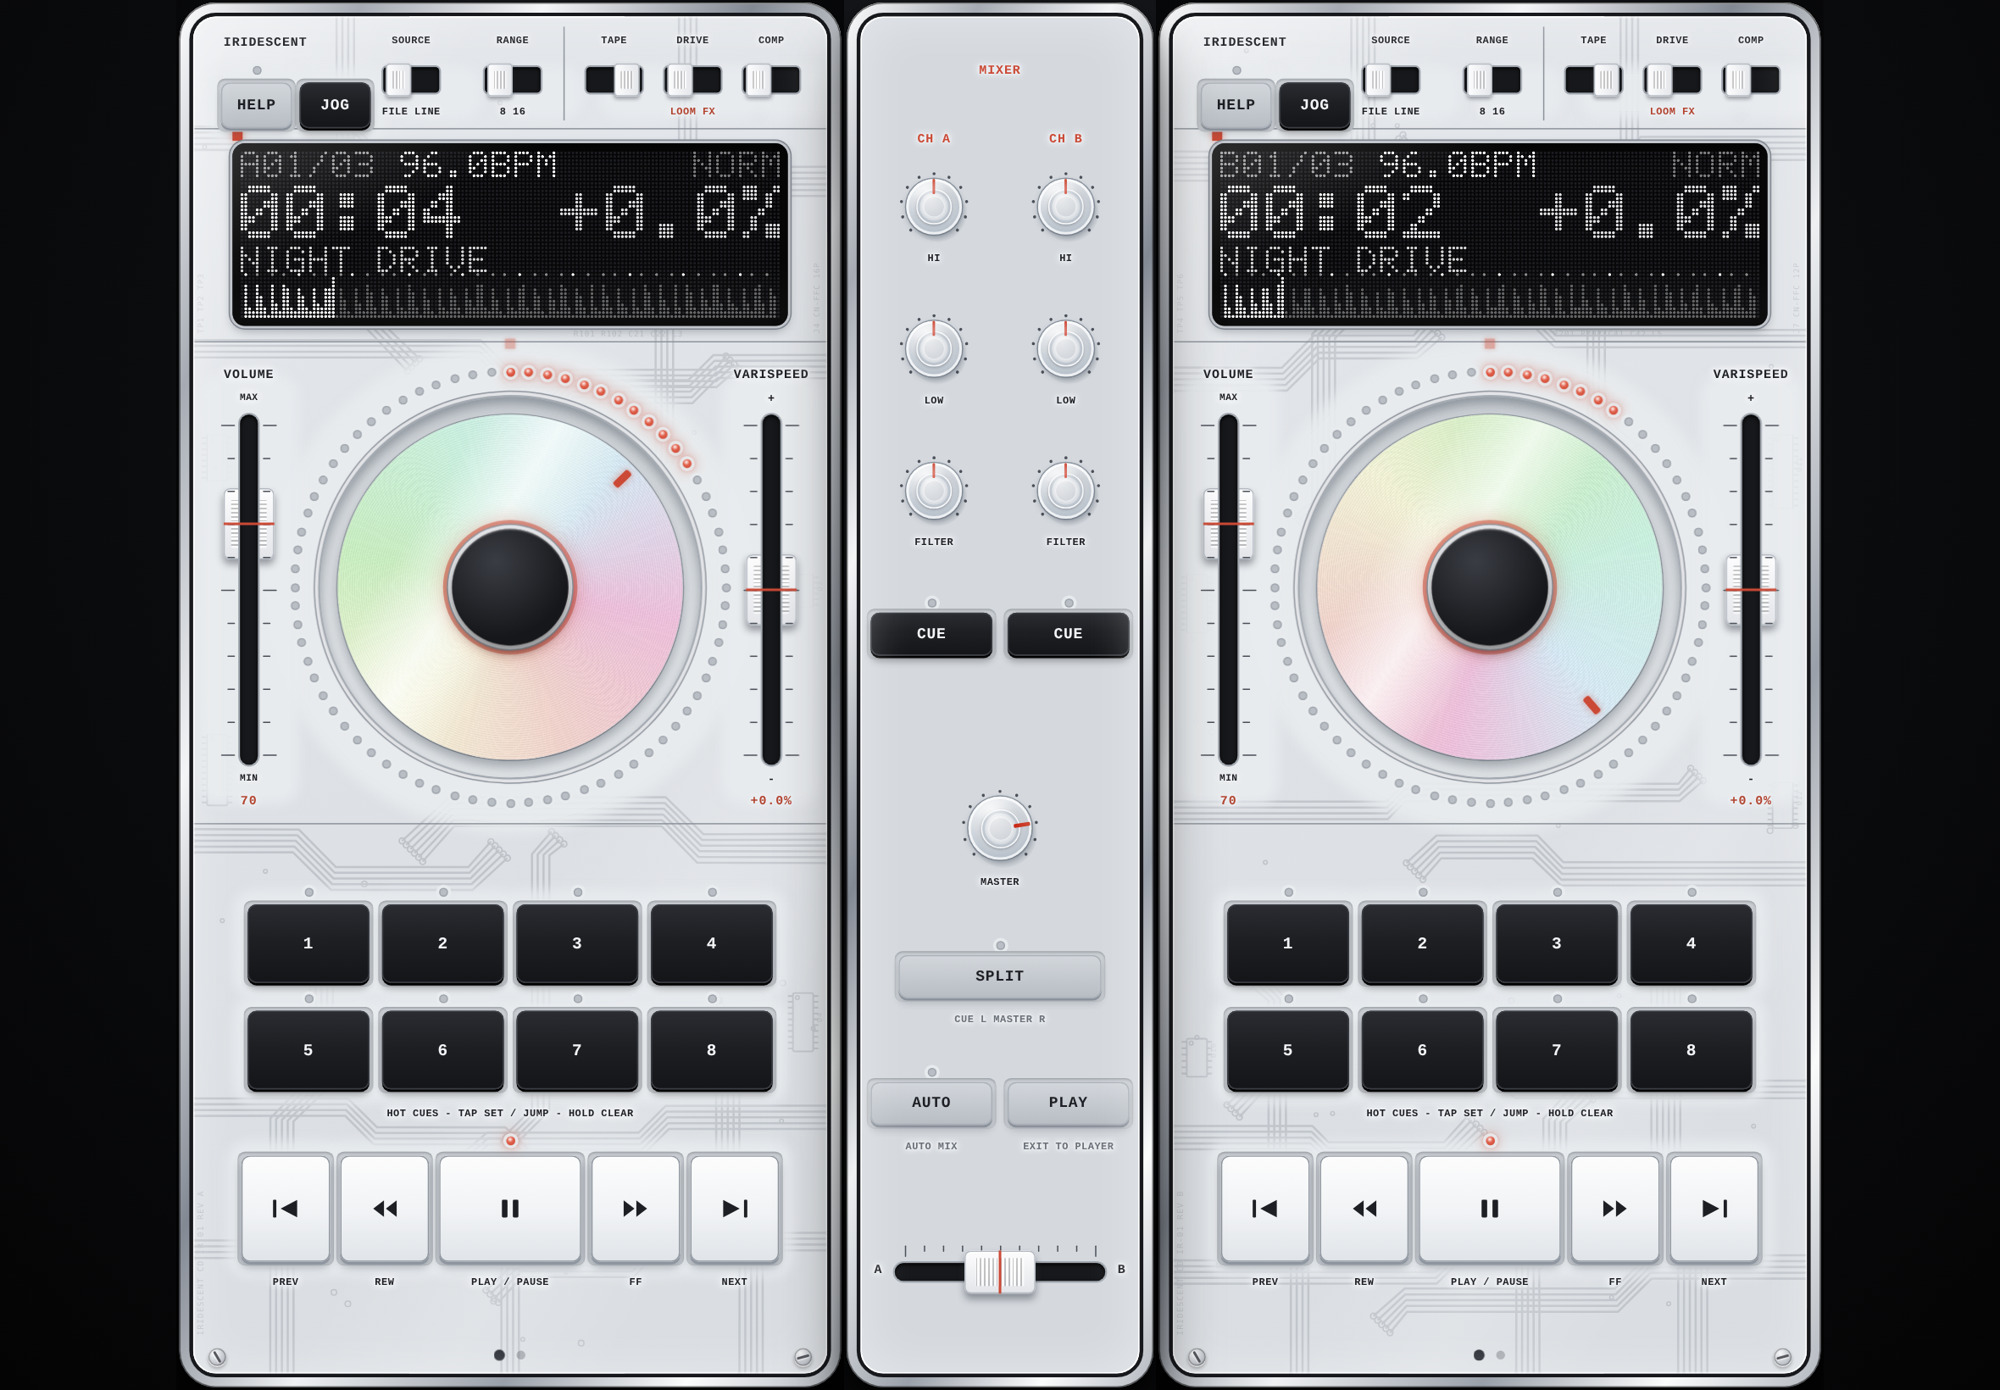 IRIDESCENT
SOURCE
RANGE
TAPE
DRIVE
COMP
HELP
JOG
FILE LINE
8 16
LOOM FX
A01/03 96.0BPM NORM
00:04 +0.0%
NIGHT DRIVE
VOLUME
VARISPEED
MAX
+
MIN
-
70
+0.0%
1
2
3
4
5
6
7
8
HOT CUES - TAP SET / JUMP - HOLD CLEAR
PREV
REW
PLAY / PAUSE
FF
NEXT
MIXER
CH A
CH B
HI
HI
LOW
LOW
FILTER
FILTER
CUE
CUE
MASTER
SPLIT
CUE L MASTER R
AUTO
PLAY
AUTO MIX
EXIT TO PLAYER
A
B
IRIDESCENT
SOURCE
RANGE
TAPE
DRIVE
COMP
HELP
JOG
FILE LINE
8 16
LOOM FX
B01/03 96.0BPM NORM
00:02 +0.0%
NIGHT DRIVE
VOLUME
VARISPEED
MAX
+
MIN
-
70
+0.0%
1
2
3
4
5
6
7
8
HOT CUES - TAP SET / JUMP - HOLD CLEAR
PREV
REW
PLAY / PAUSE
FF
NEXT